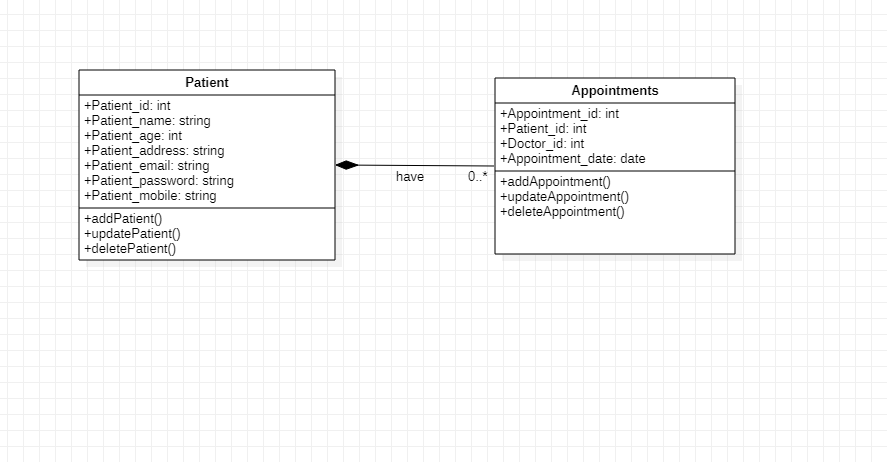 Patient
+Patient_id: int
+Patient_name: string
+Patient_age: int
+Patient_address: string
+Patient_email: string
+Patient_password: string
+Patient_mobile: string
+addPatient()
+updatePatient()
+deletePatient()
have
0..*
Appointments
+Appointment_id: int
+Patient_id: int
+Doctor_id: int
+Appointment_date: date
+addAppointment()
+updateAppointment()
+deleteAppointment()